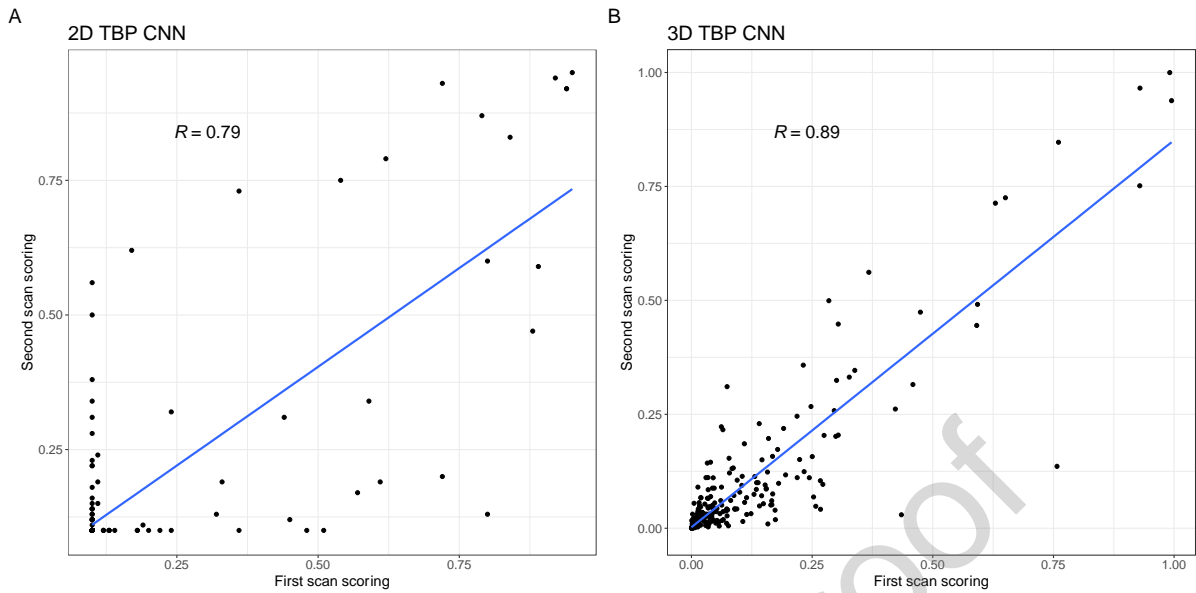 A
2D TBP CNN
R = 0.79
0.75
0.50
0.25
Second scan scoring
0.25
0.50
0.75
First scan scoring
B
3D TBP CNN
R = 0.89
1.00
0.75
0.50
0.25
0.00
Second scan scoring
0.00
0.25
0.50
0.75
1.00
First scan scoring
roof